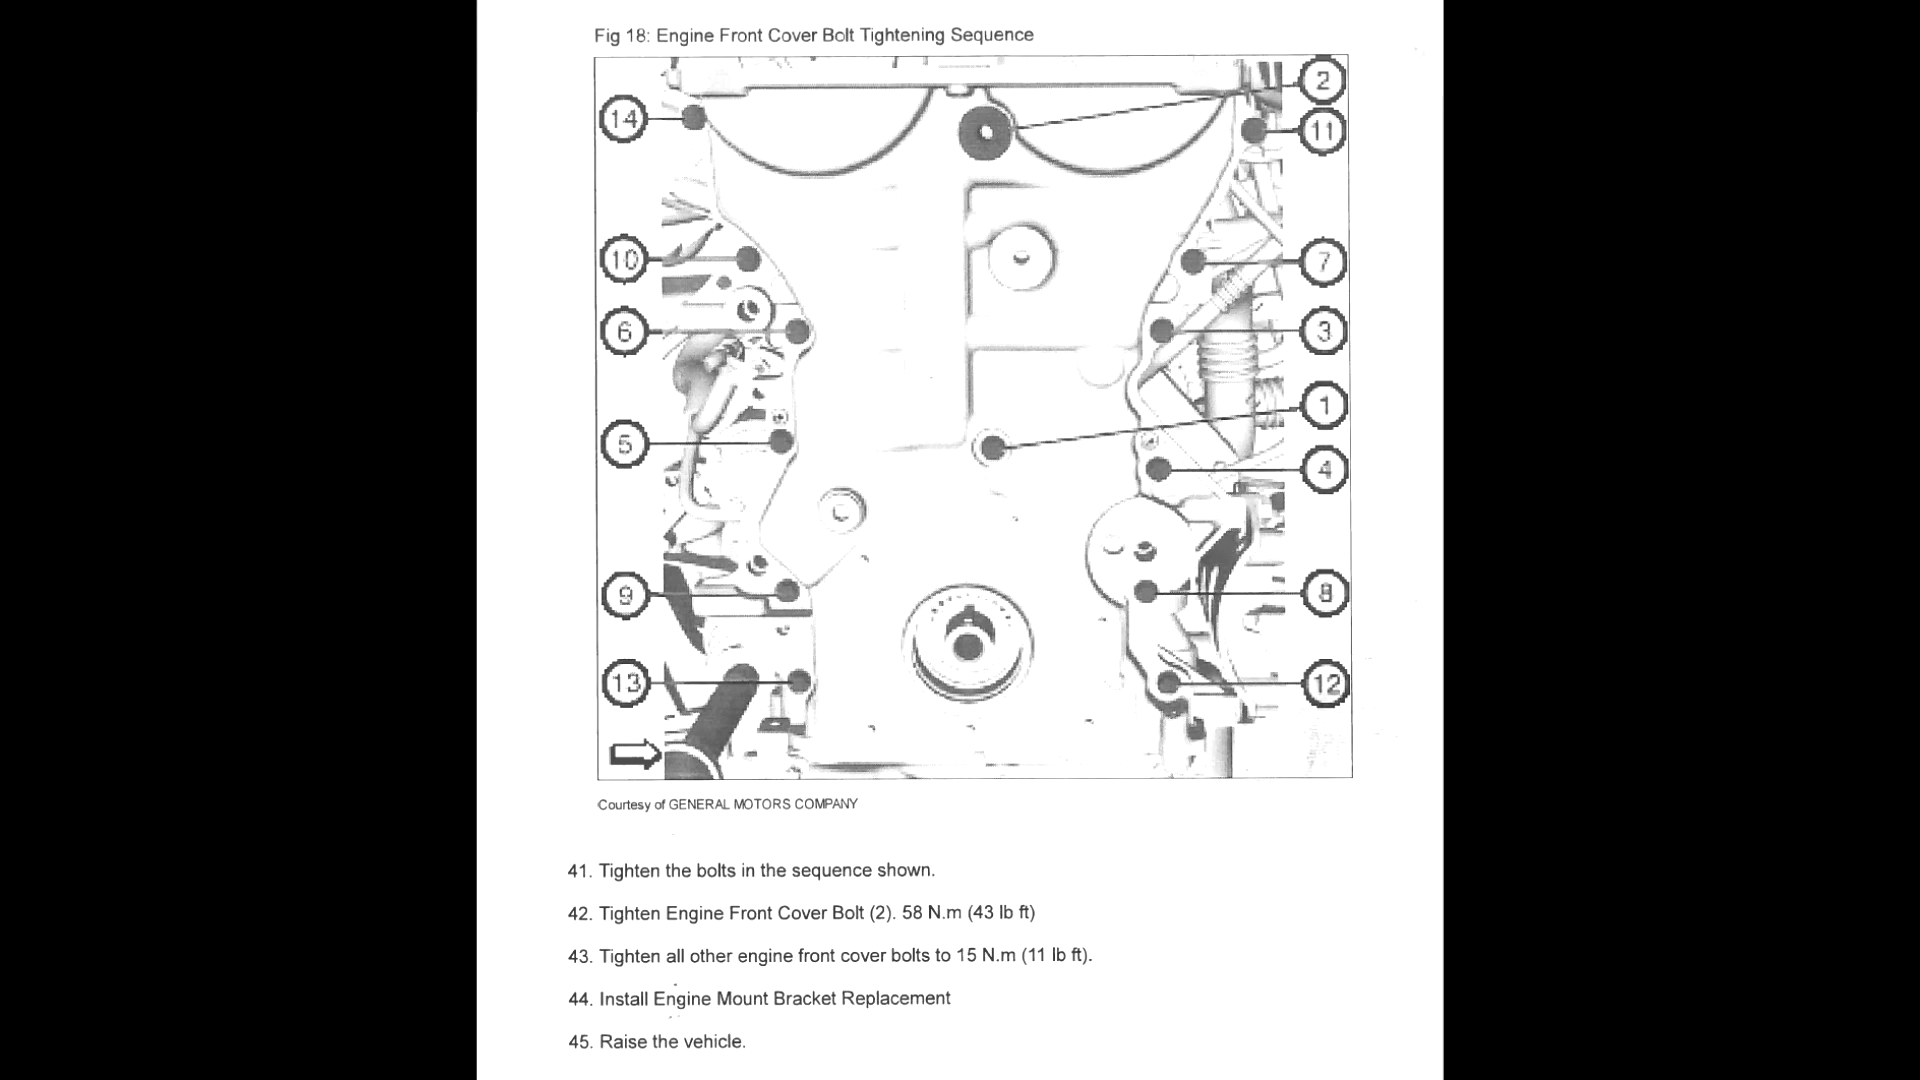 Fig 18: Engine Front Cover Bolt Tightening Sequence
2
14
11
10
7
6
3
1
5
4
9
8
13
12
Courtesy of GENERAL MOTORS COMPANY
41. Tighten the bolts in the sequence shown.
42. Tighten Engine Front Cover Bolt (2). 58 N.m (43 lb ft)
43. Tighten all other engine front cover bolts to 15 N.m (11 lb ft).
44. Install Engine Mount Bracket Replacement
45. Raise the vehicle.